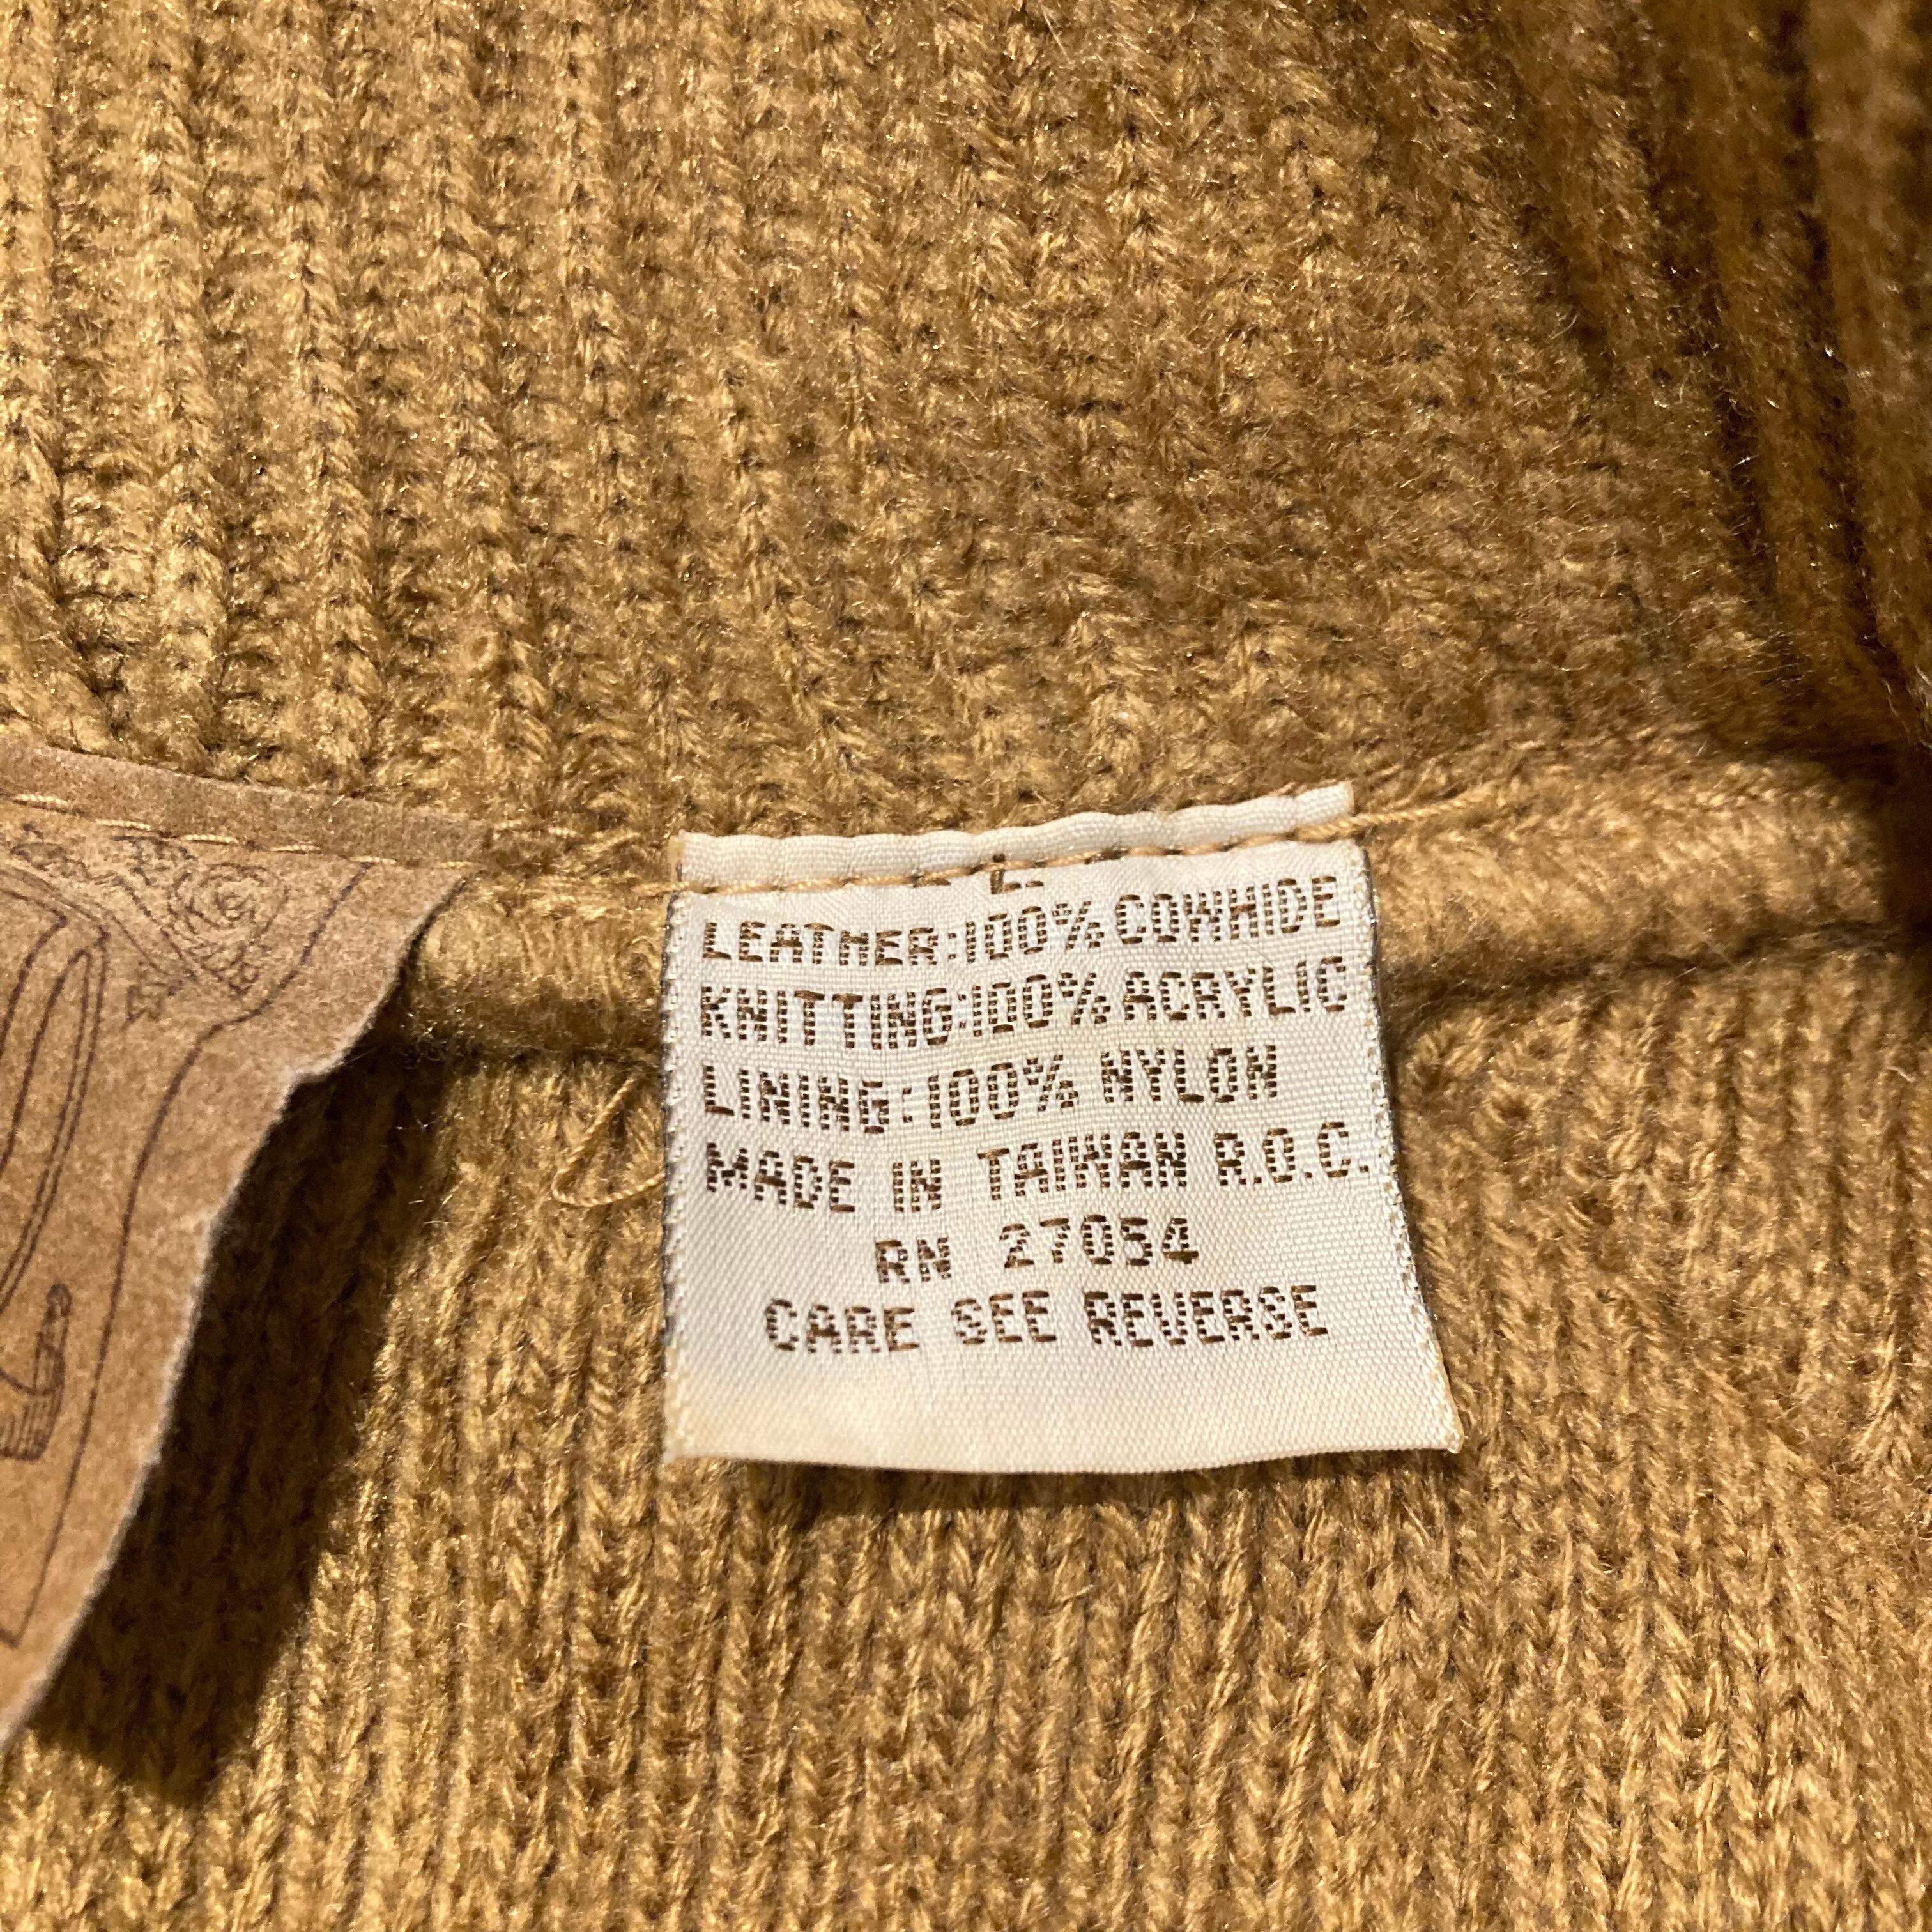 L
LEATHER:100% COWHIDE
KNITTING:100% ACRYLIC
LINING:100% NYLON
MADE IN TAIWAN R.O.C.
RN 27054
CARE SEE REVERSE